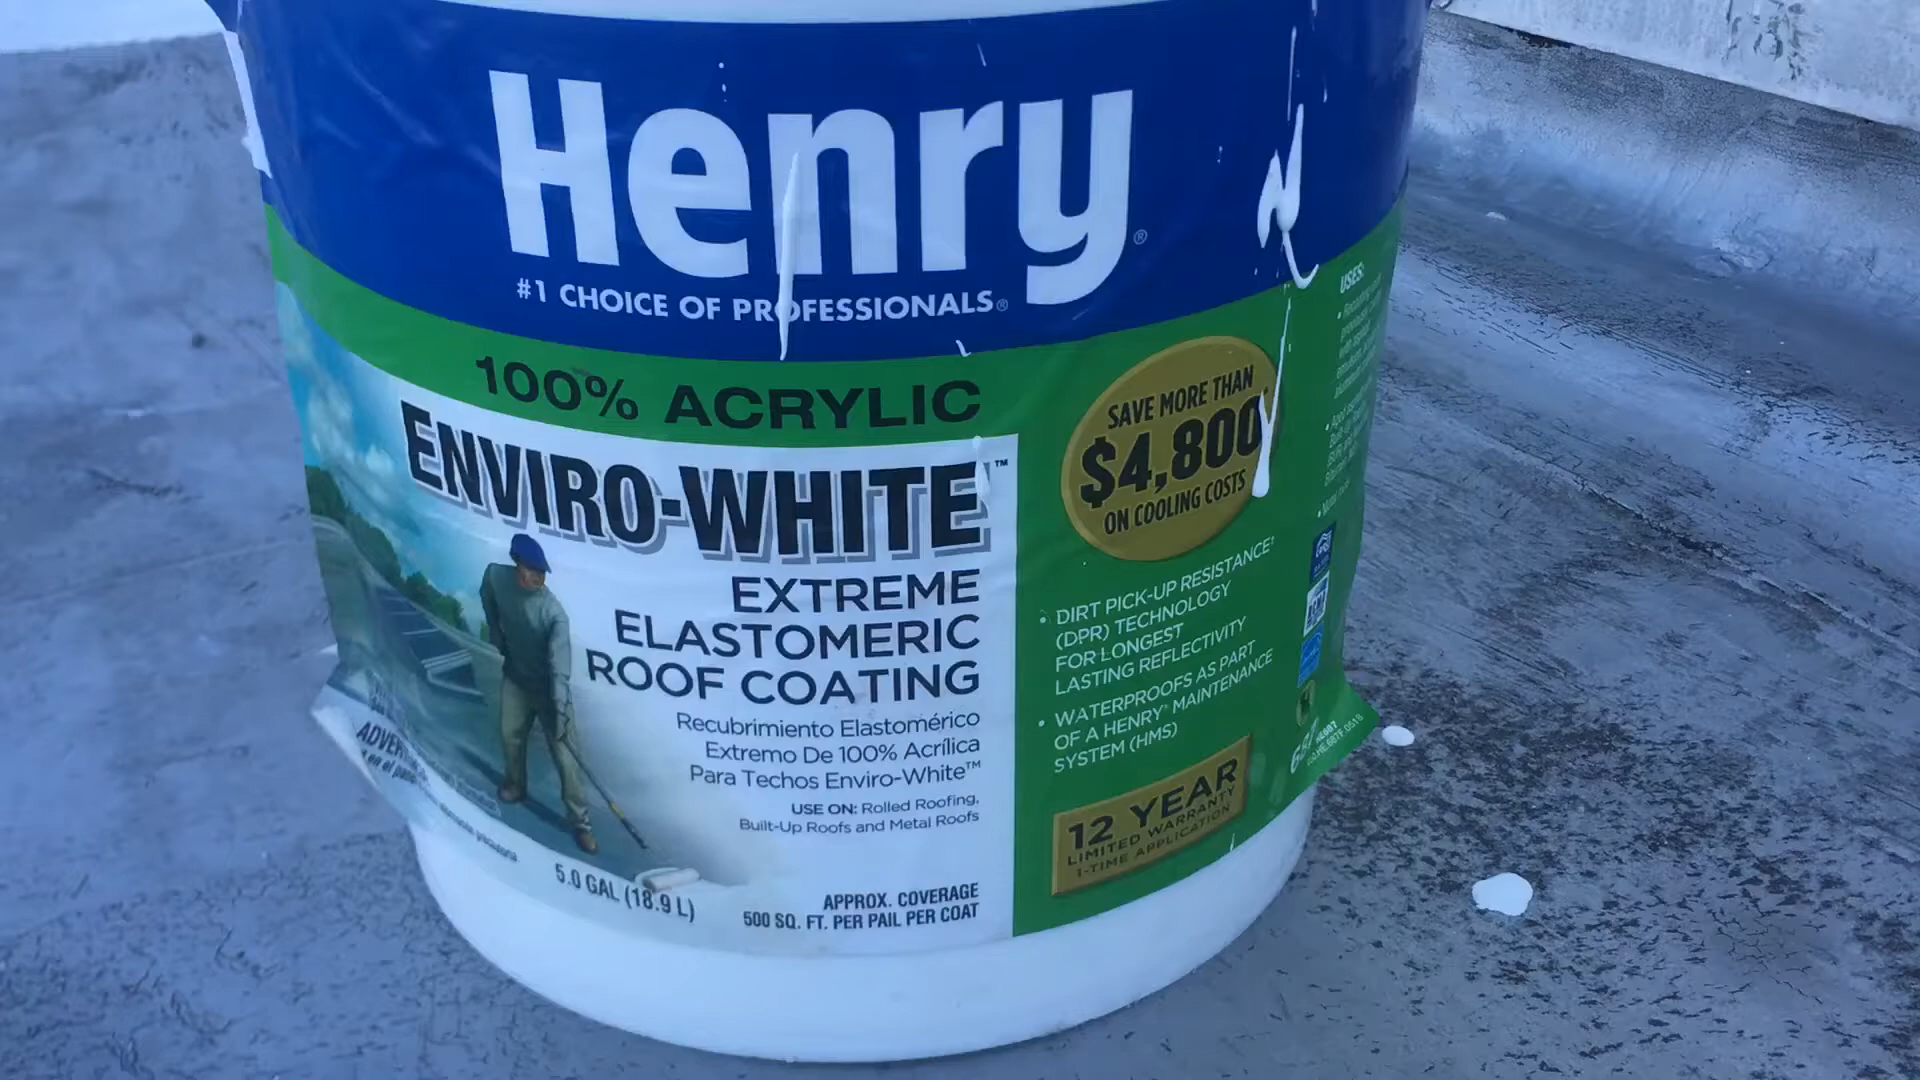 Henry®
#1 CHOICE OF PROFESSIONALS®
100% ACRYLIC
ENVIRO-WHITE™
EXTREME
ELASTOMERIC
ROOF COATING
Recubrimiento Elastomérico
Extremo De 100% Acrílica
Para Techos Enviro-White™
USE ON: Rolled Roofing,
Built-Up Roofs and Metal Roofs
5.0 GAL (18.9 L)
APPROX. COVERAGE
500 SQ. FT. PER PAIL PER COAT
SAVE MORE THAN
$4,800
ON COOLING COSTS
• DIRT PICK-UP RESISTANCE
(DPR) TECHNOLOGY
FOR LONGEST
LASTING REFLECTIVITY
• WATERPROOFS AS PART
OF A HENRY® MAINTENANCE
SYSTEM (HMS)
12 YEAR
LIMITED WARRANTY
1-TIME APPLICATION
USES: